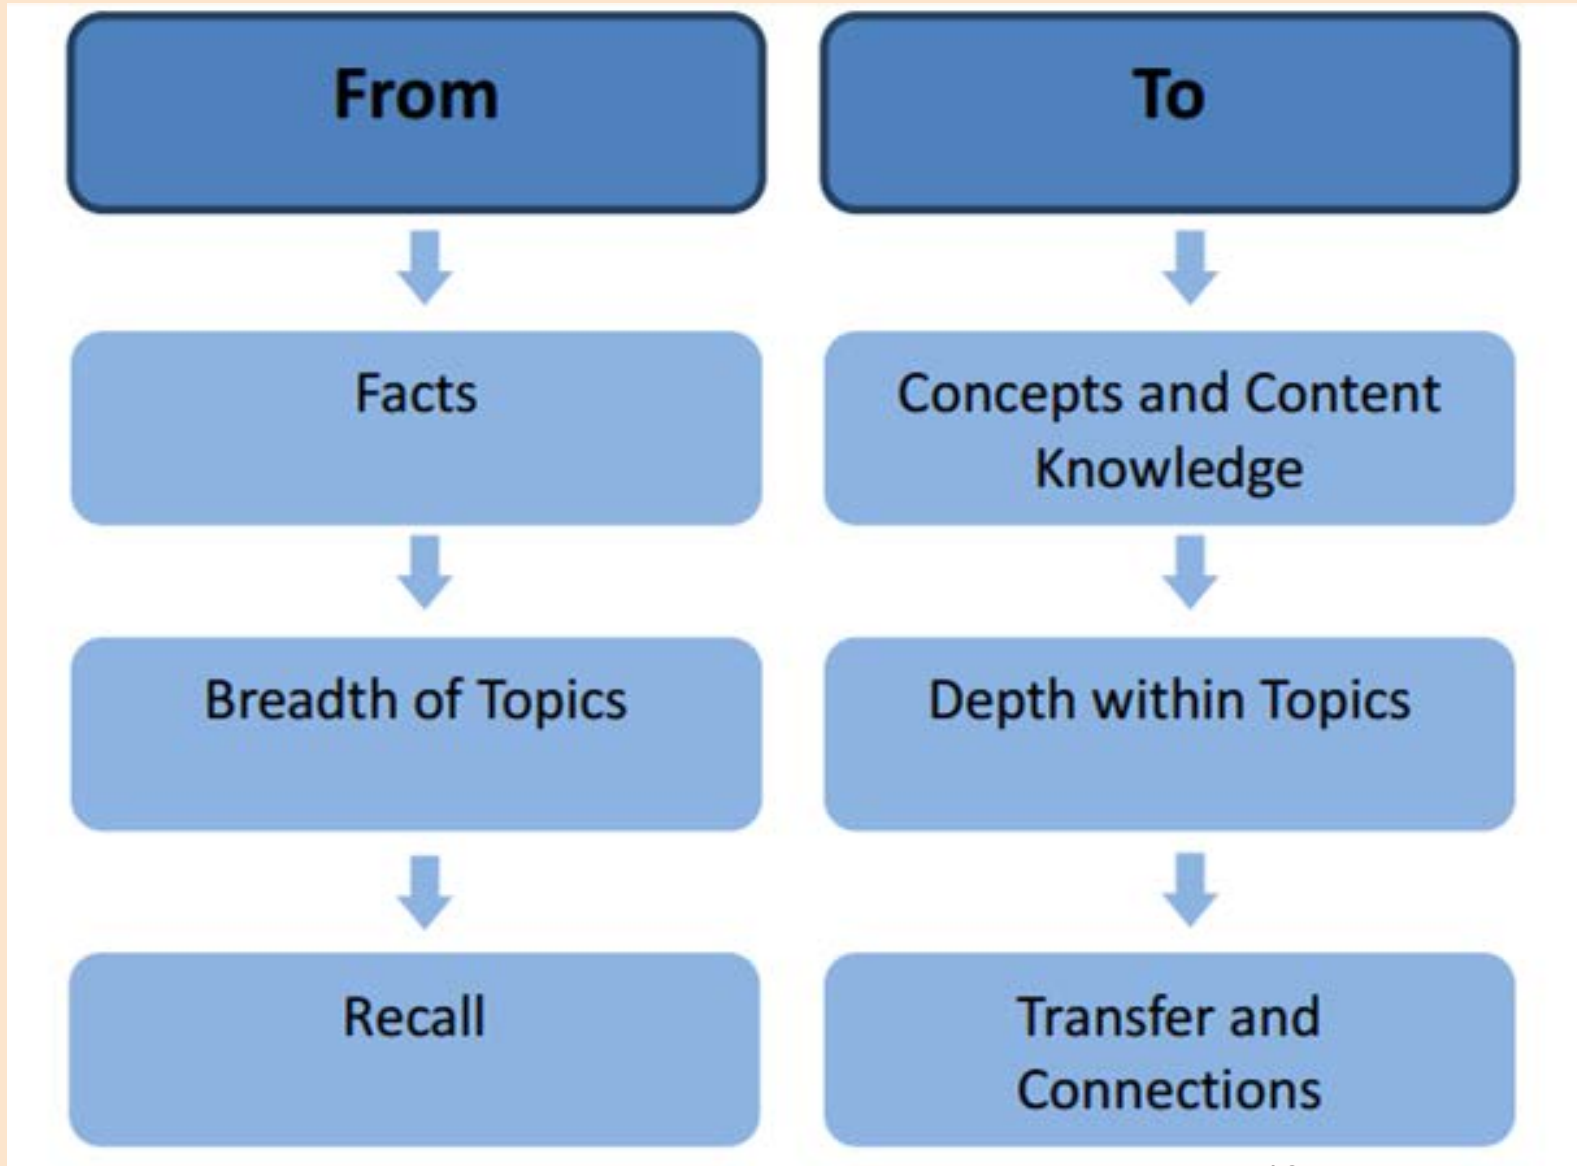 From
To
Facts
Concepts and Content
Knowledge
Breadth of Topics
Depth within Topics
Recall
Transfer and
Connections